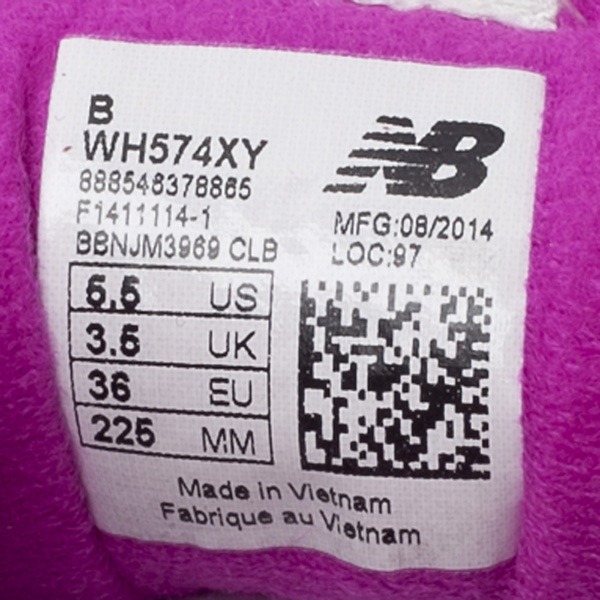 B
WH574XY
888546378865
F1411114-1
BBNJM3969 CLB
NB
MFG:08/2014
LOC:97
5.5 US
3.5 UK
36 EU
225 MM
Made in Vietnam
Fabrique au Vietnam